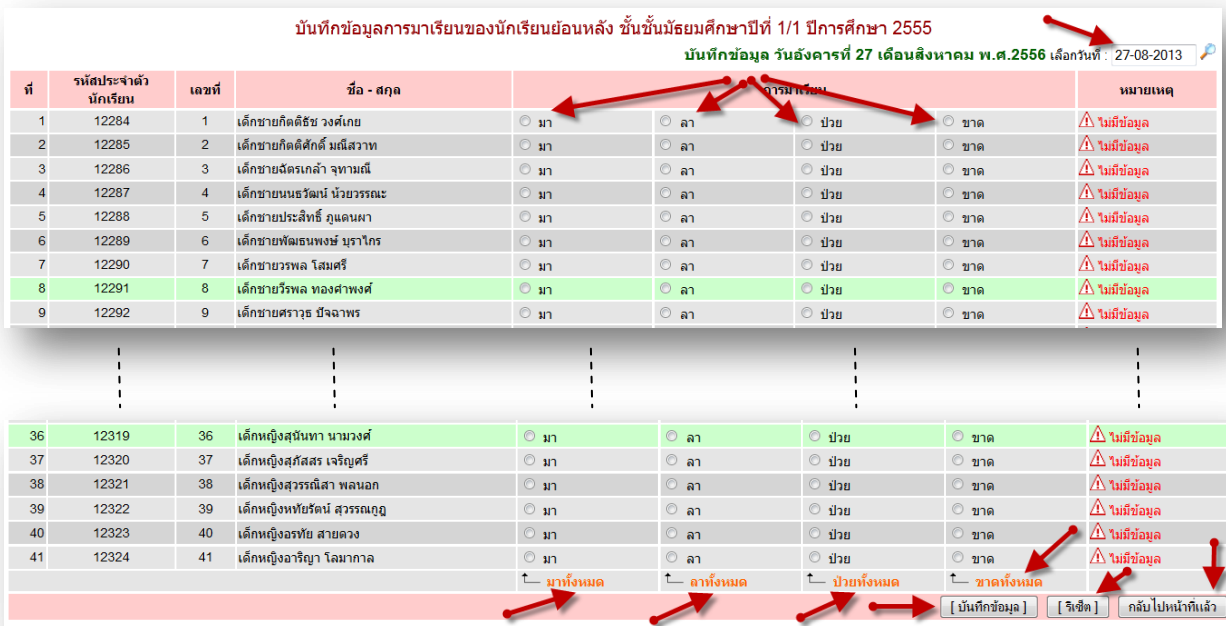 บันทึกข้อมูลการมาเรียนของนักเรียนย้อนหลัง ชั้นชั้นมัธยมศึกษาปีที่ 1/1 ปีการศึกษา 2555
บันทึกข้อมูล วันอังคารที่ 27 เดือนสิงหาคม พ.ศ.2556 เลือกวันที่ : 27-08-2013
ที่ รหัสประจำตัวนักเรียน เลขที่ ชื่อ - สกุล การมาเรียน หมายเหตุ
1 12284 1 เด็กชายกิตติธัช วงศ์เกย มา ลา ป่วย ขาด ไม่มีข้อมูล
2 12285 2 เด็กชายกิตติศักดิ์ มณีสวาท มา ลา ป่วย ขาด ไม่มีข้อมูล
3 12286 3 เด็กชายฉัตรเกล้า จุฑามณี มา ลา ป่วย ขาด ไม่มีข้อมูล
4 12287 4 เด็กชายนนธวัฒน์ น้วยวรรณะ มา ลา ป่วย ขาด ไม่มีข้อมูล
5 12288 5 เด็กชายประสิทธิ์ ภูแดนผา มา ลา ป่วย ขาด ไม่มีข้อมูล
6 12289 6 เด็กชายพัฒธนพงษ์ บุราไกร มา ลา ป่วย ขาด ไม่มีข้อมูล
7 12290 7 เด็กชายวรพล โสมศรี มา ลา ป่วย ขาด ไม่มีข้อมูล
8 12291 8 เด็กชายวีรพล ทองศาพงศ์ มา ลา ป่วย ขาด ไม่มีข้อมูล
9 12292 9 เด็กชายศราวุธ ปัจฉาพร มา ลา ป่วย ขาด ไม่มีข้อมูล
36 12319 36 เด็กหญิงสุนันทา นามวงศ์ มา ลา ป่วย ขาด ไม่มีข้อมูล
37 12320 37 เด็กหญิงสุภัสสร เจริญศรี มา ลา ป่วย ขาด ไม่มีข้อมูล
38 12321 38 เด็กหญิงสุวรรณิสา พลนอก มา ลา ป่วย ขาด ไม่มีข้อมูล
39 12322 39 เด็กหญิงหทัยรัตน์ สุวรรณกูฏ มา ลา ป่วย ขาด ไม่มีข้อมูล
40 12323 40 เด็กหญิงอรทัย สายดวง มา ลา ป่วย ขาด ไม่มีข้อมูล
41 12324 41 เด็กหญิงอาริญา โลมากาล มา ลา ป่วย ขาด ไม่มีข้อมูล
มาทั้งหมด ลาทั้งหมด ป่วยทั้งหมด ขาดทั้งหมด
[ บันทึกข้อมูล ] [ รีเซ็ต ] กลับไปหน้าที่แล้ว